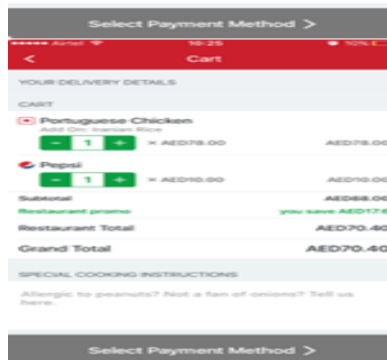 Select Payment Method >
Airtel 10:25 10%
< Cart
YOUR DELIVERY DETAILS
CART
Portuguese Chicken
Add On: Iranian Rice
- 1 + × AED78.00 AED78.00
Pepsi
- 1 + × AED10.00 AED10.00
Subtotal AED88.00
Restaurant promo you save AED17.6
Restaurant Total AED70.40
Grand Total AED70.40
SPECIAL COOKING INSTRUCTIONS
Allergic to peanuts? Not a fan of onions? Tell us
here..
Select Payment Method >